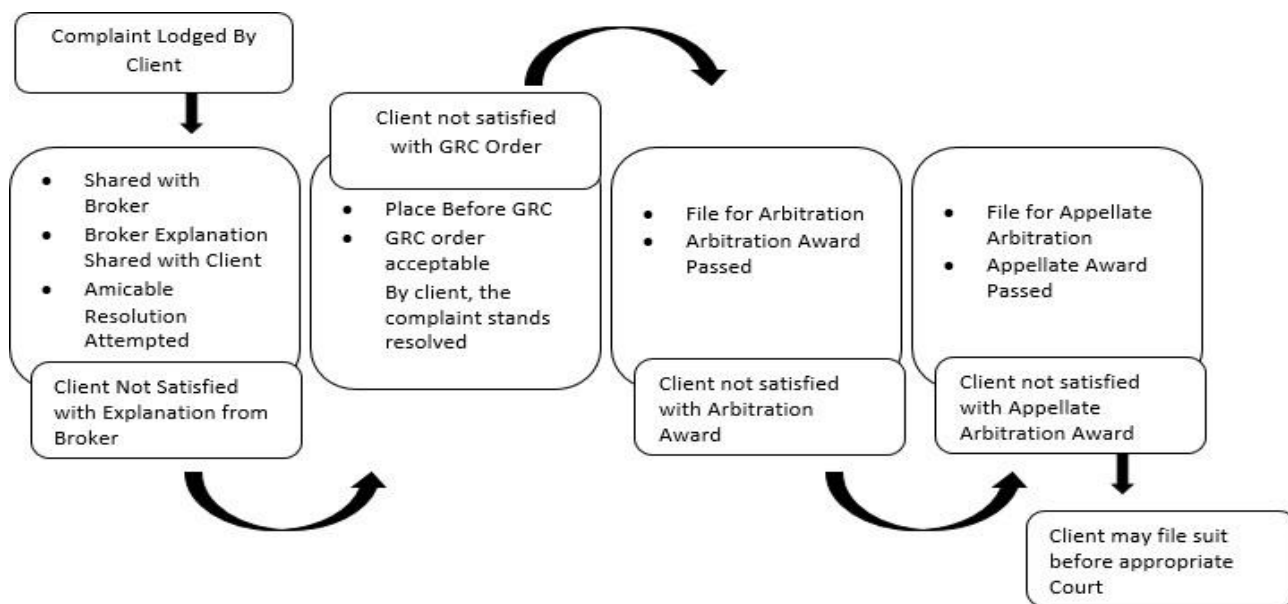 Complaint Lodged By
Client
• Shared with
Broker
• Broker Explanation
Shared with Client
• Amicable
Resolution
Attempted
Client Not Satisfied
with Explanation from
Broker
Client not satisfied
with GRC Order
• Place Before GRC
• GRC order
acceptable
By client, the
complaint stands
resolved
• File for Arbitration
• Arbitration Award
Passed
Client not satisfied
with Arbitration
Award
• File for Appellate
Arbitration
• Appellate Award
Passed
Client not satisfied
with Appellate
Arbitration Award
Client may file suit
before appropriate
Court